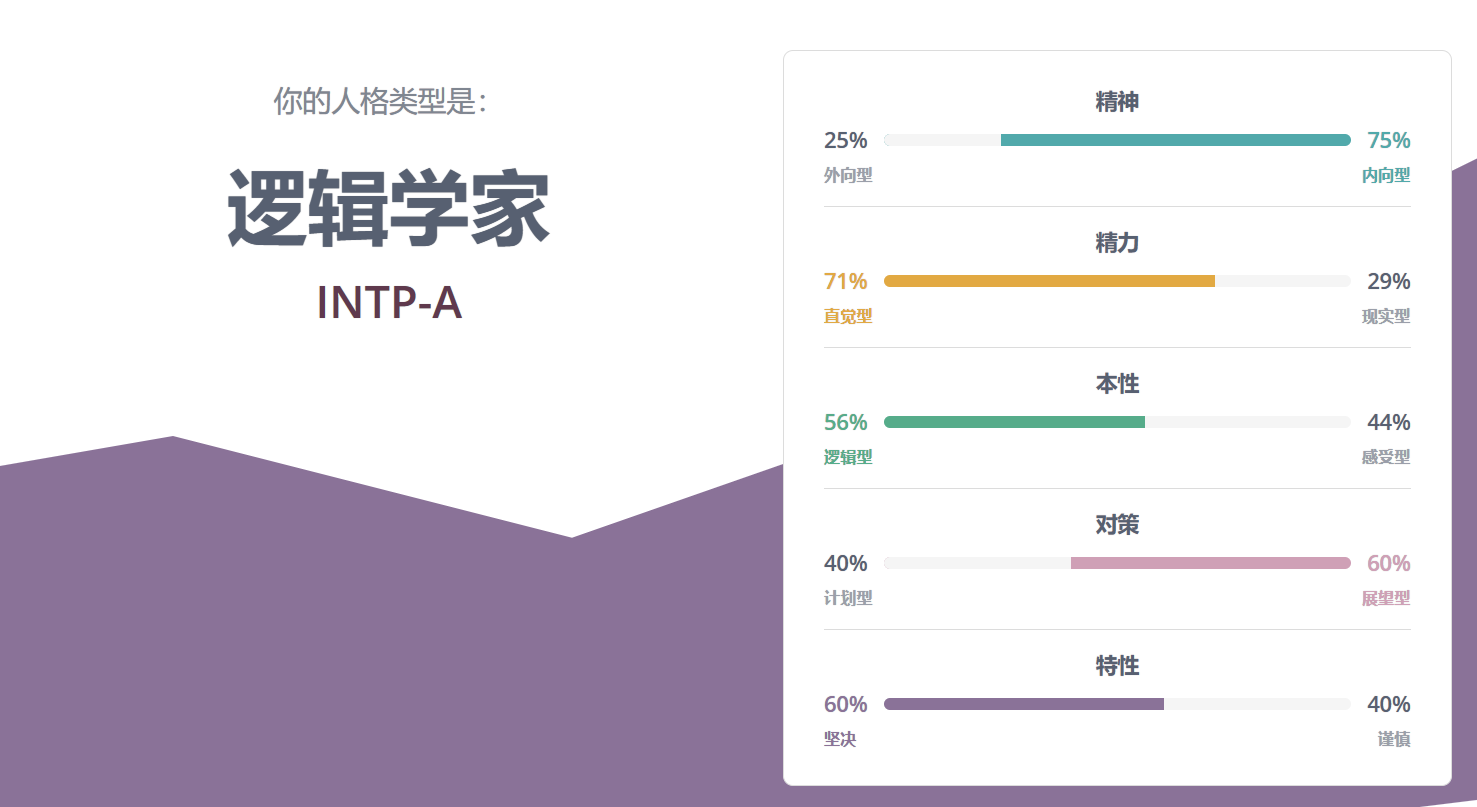 你的人格类型是：
逻辑学家
INTP-A
精神
25% 75%
外向型 内向型
精力
71% 29%
直觉型 现实型
本性
56% 44%
逻辑型 感受型
对策
40% 60%
计划型 展望型
特性
60% 40%
坚决 谨慎